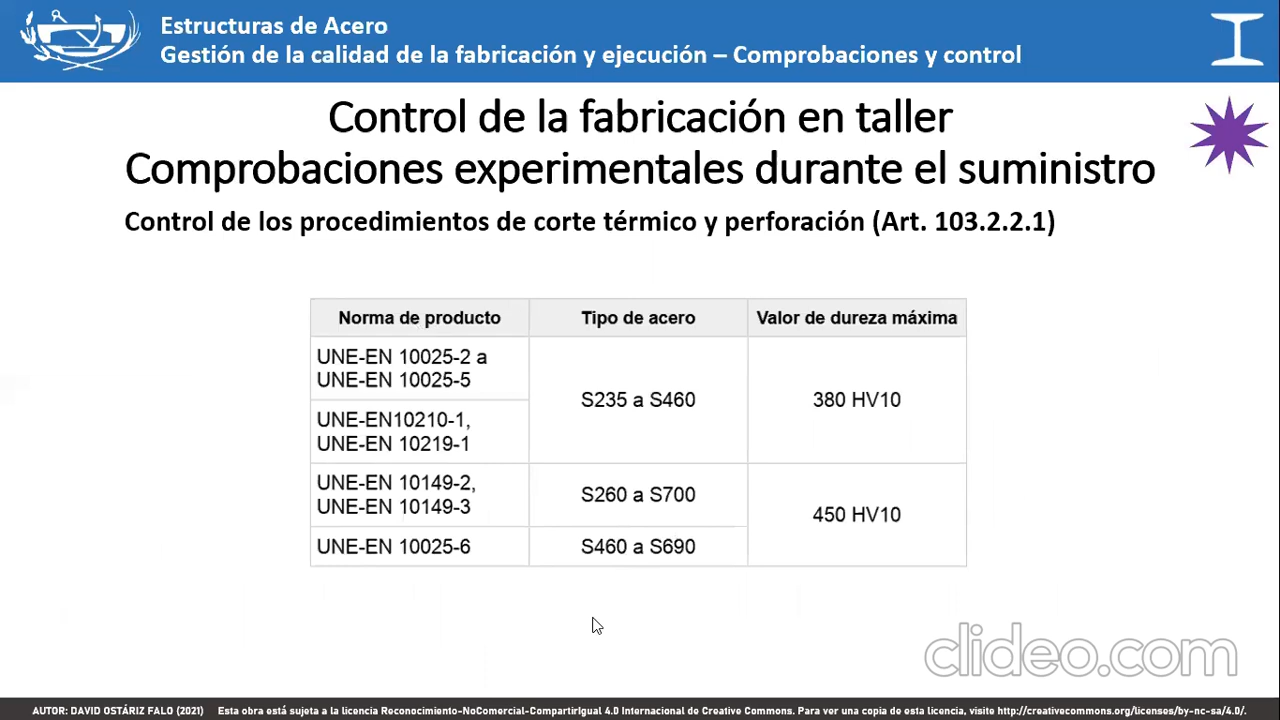 Estructuras de Acero
Gestión de la calidad de la fabricación y ejecución – Comprobaciones y control
Control de la fabricación en taller
Comprobaciones experimentales durante el suministro
Control de los procedimientos de corte térmico y perforación (Art. 103.2.2.1)
Norma de producto Tipo de acero Valor de dureza máxima
UNE-EN 10025-2 a
UNE-EN 10025-5
S235 a S460 380 HV10
UNE-EN10210-1,
UNE-EN 10219-1
UNE-EN 10149-2,
UNE-EN 10149-3
S260 a S700
450 HV10
UNE-EN 10025-6 S460 a S690
clideo.com
AUTOR: DAVID OSTÁRIZ FALO (2021) Esta obra está sujeta a la licencia Reconocimiento-NoComercial-CompartirIgual 4.0 Internacional de Creative Commons. Para ver una copia de esta licencia, visite http://creativecommons.org/licenses/by-nc-sa/4.0/.